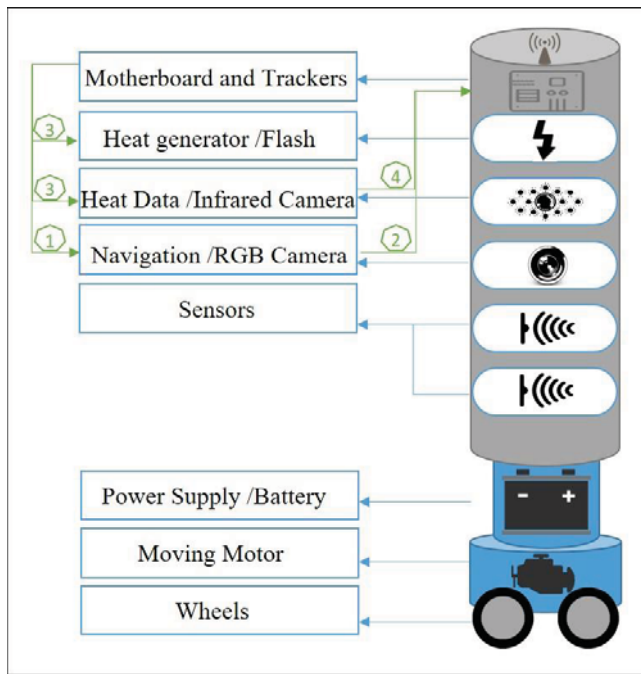 Motherboard and Trackers
3
Heat generator /Flash
3
4
Heat Data /Infrared Camera
1
2
Navigation /RGB Camera
Sensors
Power Supply /Battery
- +
Moving Motor
Wheels